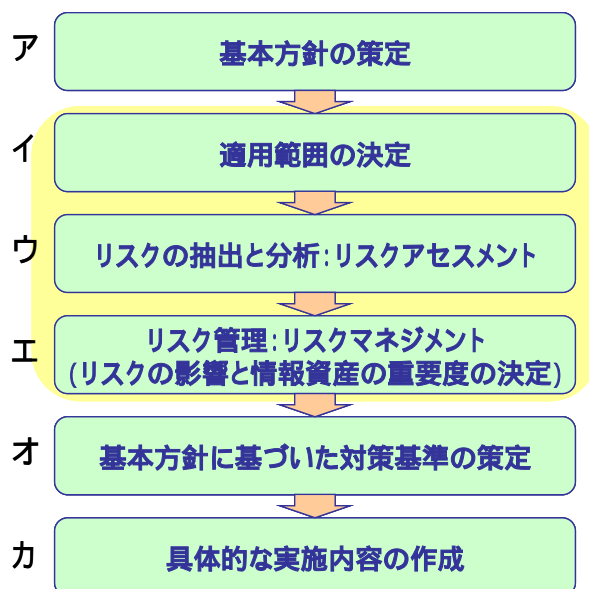 ア 基本方針の策定
イ 適用範囲の決定
ウ リスクの抽出と分析:リスクアセスメント
エ リスク管理:リスクマネジメント
(リスクの影響と情報資産の重要度の決定)
オ 基本方針に基づいた対策基準の策定
カ 具体的な実施内容の作成